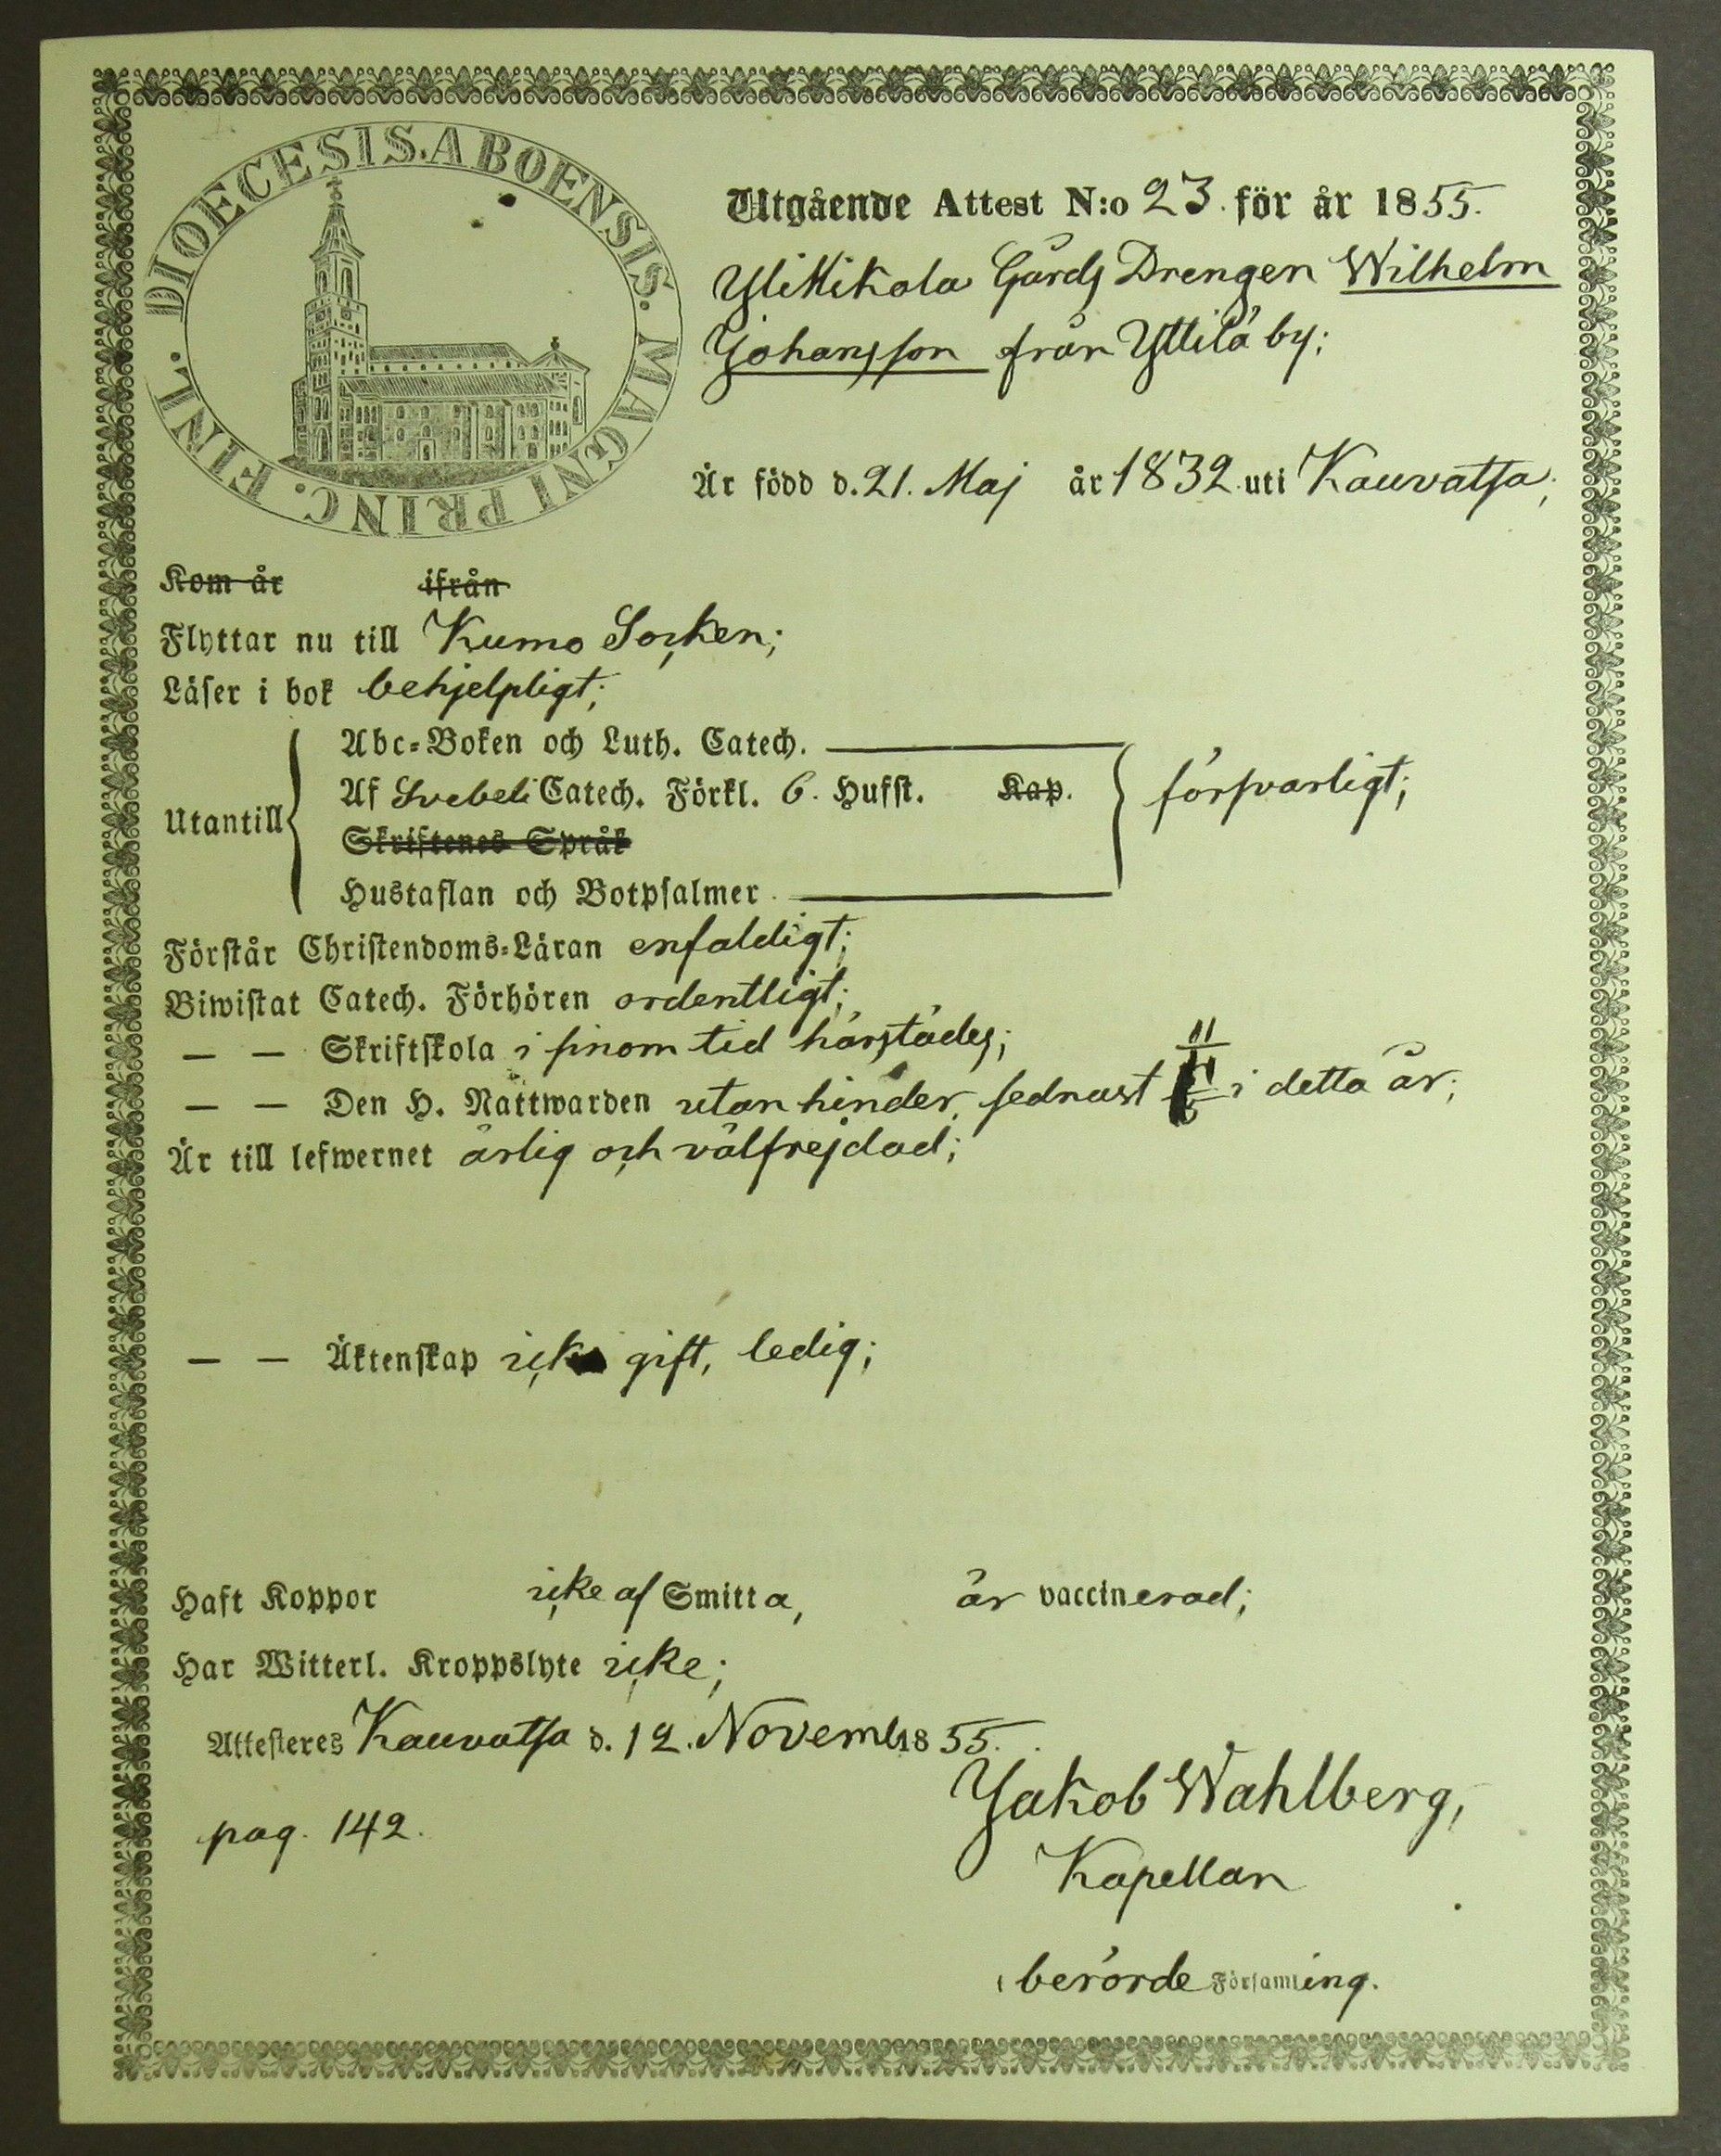 DIOECESIS. ABOENSIS. MAGNI PRINC. FINL.
Utgående Attest N:o 23. för år 1855.
YliMikola Gårds Drengen Wilhelm
Johansson från Yttilä by;
Är född d. 21. Maj år 1832 uti Kauvatsa;
Kom år ifrån
Flyttar nu till Kumo Socken;
Läser i bok behjelpligt;
Utantill
Abc-Boken och Luth. Catech.
Af Svebeli Catech. Förkl. 6. Hufst. Kap.
Skriftenes Språk
Hustaflan och Botpsalmer
försvarligt;
Förstår Christendoms-Läran enfaldigt;
Biwistat Catech. Förhören ordentligt;
— — Skriftskola i sinom tid härstädes;
— — Den H. Nattwarden utan hinder, sednast i detta år;
Är till lefwernet ärlig och välfrejdad;
— — Äktenskap icke gift, ledig;
Haft Koppor icke af Smitta, är vaccinerad;
Har Witterl. Kroppslyte icke;
Attesteres Kauvatsa d. 12. Novemb. 1855.
Jakob Wahlberg,
pag. 142.
Kapellan
i berörde Församling.